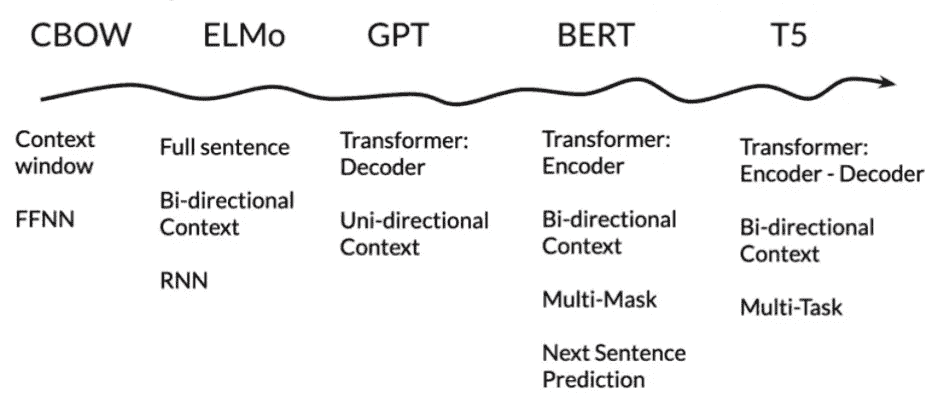 CBOW
ELMo
GPT
BERT
T5
Context
window
FFNN
Full sentence
Bi-directional
Context
RNN
Transformer:
Decoder
Uni-directional
Context
Transformer:
Encoder
Bi-directional
Context
Multi-Mask
Next Sentence
Prediction
Transformer:
Encoder - Decoder
Bi-directional
Context
Multi-Task